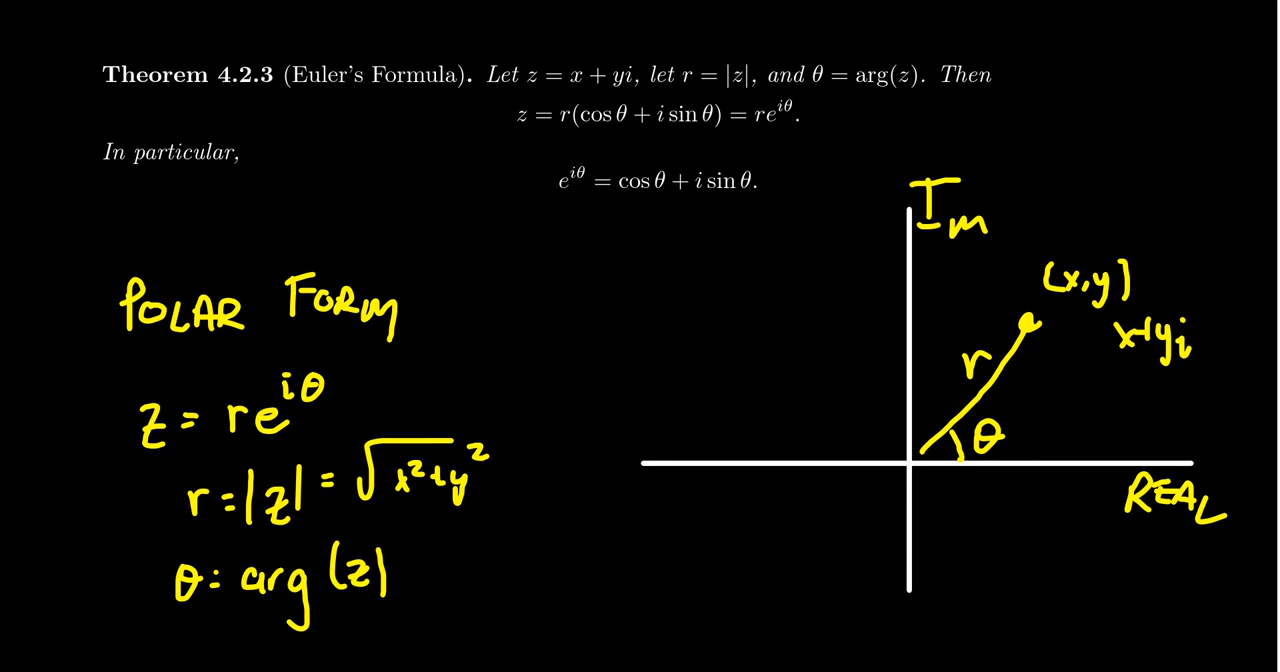 Theorem 4.2.3 (Euler's Formula). Let z = x + yi, let r = |z|, and θ = arg(z). Then
z = r(cos θ + i sin θ) = re^{iθ}.
In particular,
e^{iθ} = cos θ + i sin θ.
POLAR FORM
z = re^{iθ}
r = |z| = √(x² + y²)
θ = arg(z)
Im
(x, y)
x + yi
r
θ
REAL